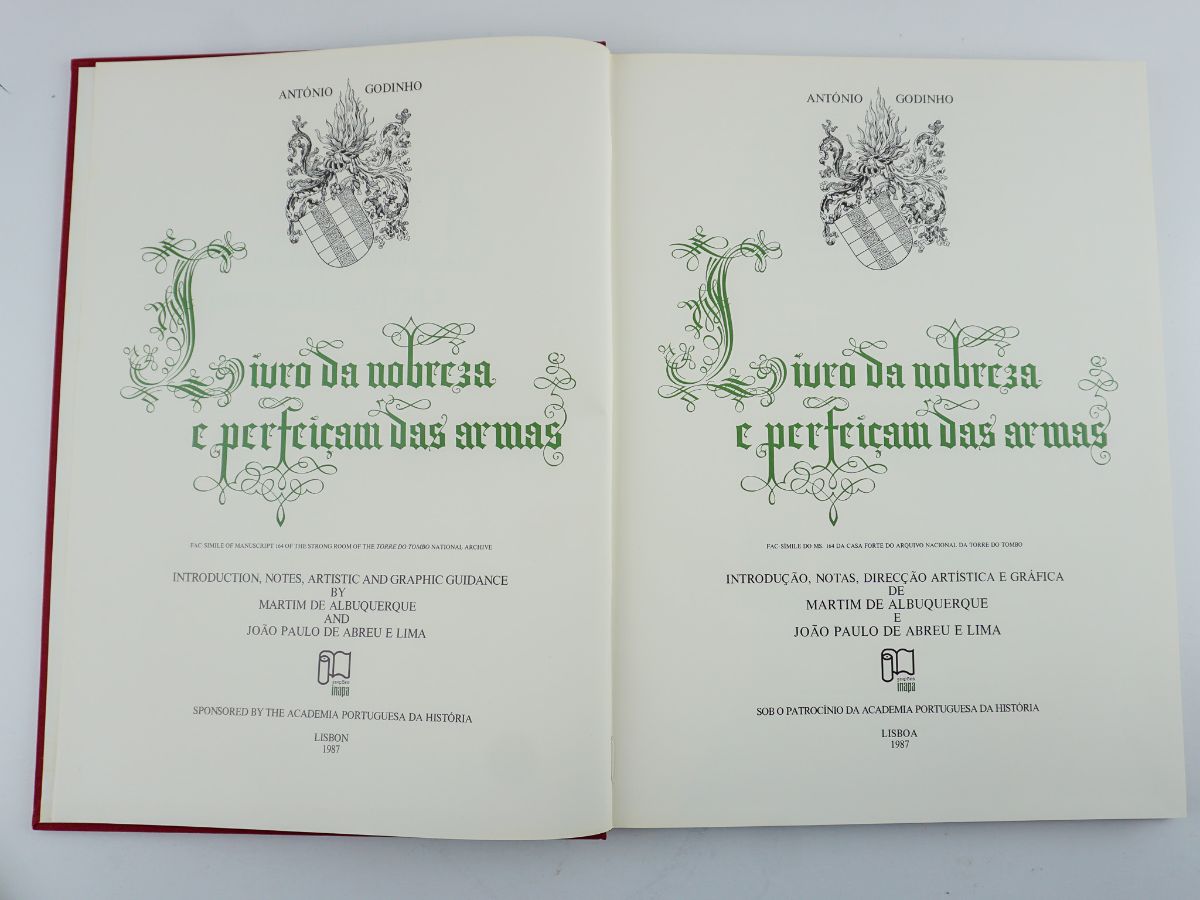 ANTÓNIO GODINHO
Livro da nobreza
e perfeiçam das armas
FAC-SIMILE OF MANUSCRIPT 164 OF THE STRONG ROOM OF THE TORRE DO TOMBO NATIONAL ARCHIVE
INTRODUCTION, NOTES, ARTISTIC AND GRAPHIC GUIDANCE
BY
MARTIM DE ALBUQUERQUE
AND
JOÃO PAULO DE ABREU E LIMA
edições
inapa
SPONSORED BY THE ACADEMIA PORTUGUESA DA HISTÓRIA
LISBON
1987
ANTÓNIO GODINHO
Livro da nobreza
e perfeiçam das armas
FAC-SÍMILE DO MS. 164 DA CASA FORTE DO ARQUIVO NACIONAL DA TORRE DO TOMBO
INTRODUÇÃO, NOTAS, DIRECÇÃO ARTÍSTICA E GRÁFICA
DE
MARTIM DE ALBUQUERQUE
E
JOÃO PAULO DE ABREU E LIMA
edições
inapa
SOB O PATROCÍNIO DA ACADEMIA PORTUGUESA DA HISTÓRIA
LISBOA
1987